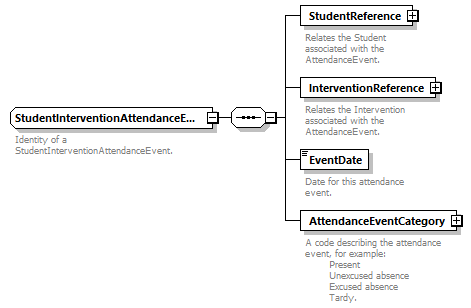 StudentReference
Relates the Student
associated with the
AttendanceEvent.
InterventionReference
Relates the Intervention
associated with the
AttendanceEvent.
StudentInterventionAttendanceE...
Identity of a
StudentInterventionAttendanceEvent.
EventDate
Date for this attendance
event.
AttendanceEventCategory
A code describing the attendance
event, for example:
Present
Unexcused absence
Excused absence
Tardy.